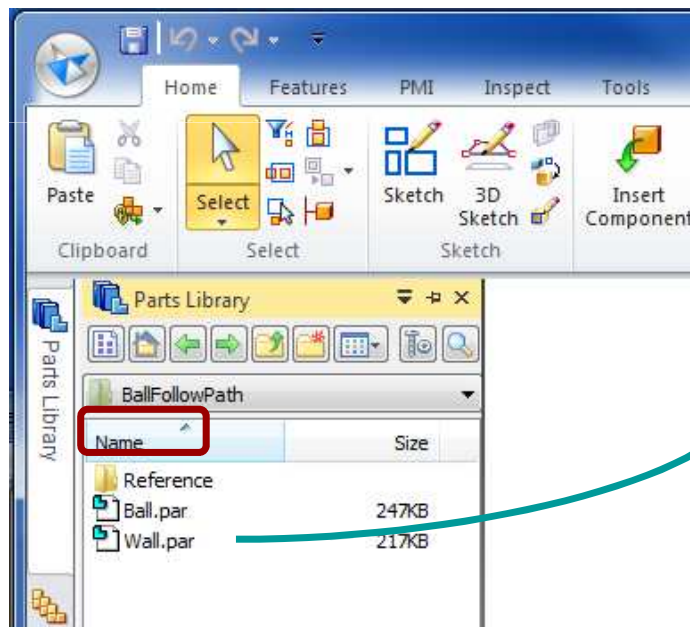 Home Features PMI Inspect Tools
Paste
Select
Sketch
3D
Sketch
Insert
Component
Clipboard Select Sketch
Parts Library
Parts Library
BallFollowPath
Name Size
Reference
Ball.par 247KB
Wall.par 217KB